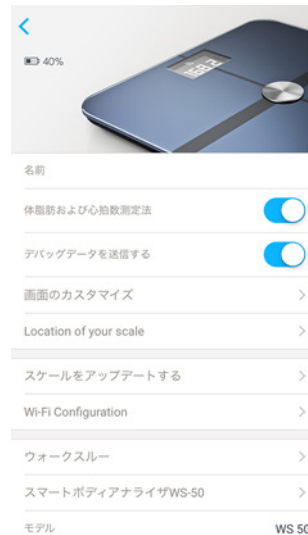 40%
168.2
名前
体脂肪および心拍数測定法
デバッグデータを送信する
画面のカスタマイズ
Location of your scale
スケールをアップデートする
Wi-Fi Configuration
ウォークスルー
スマートボディアナライザWS-50
モデル
WS 50